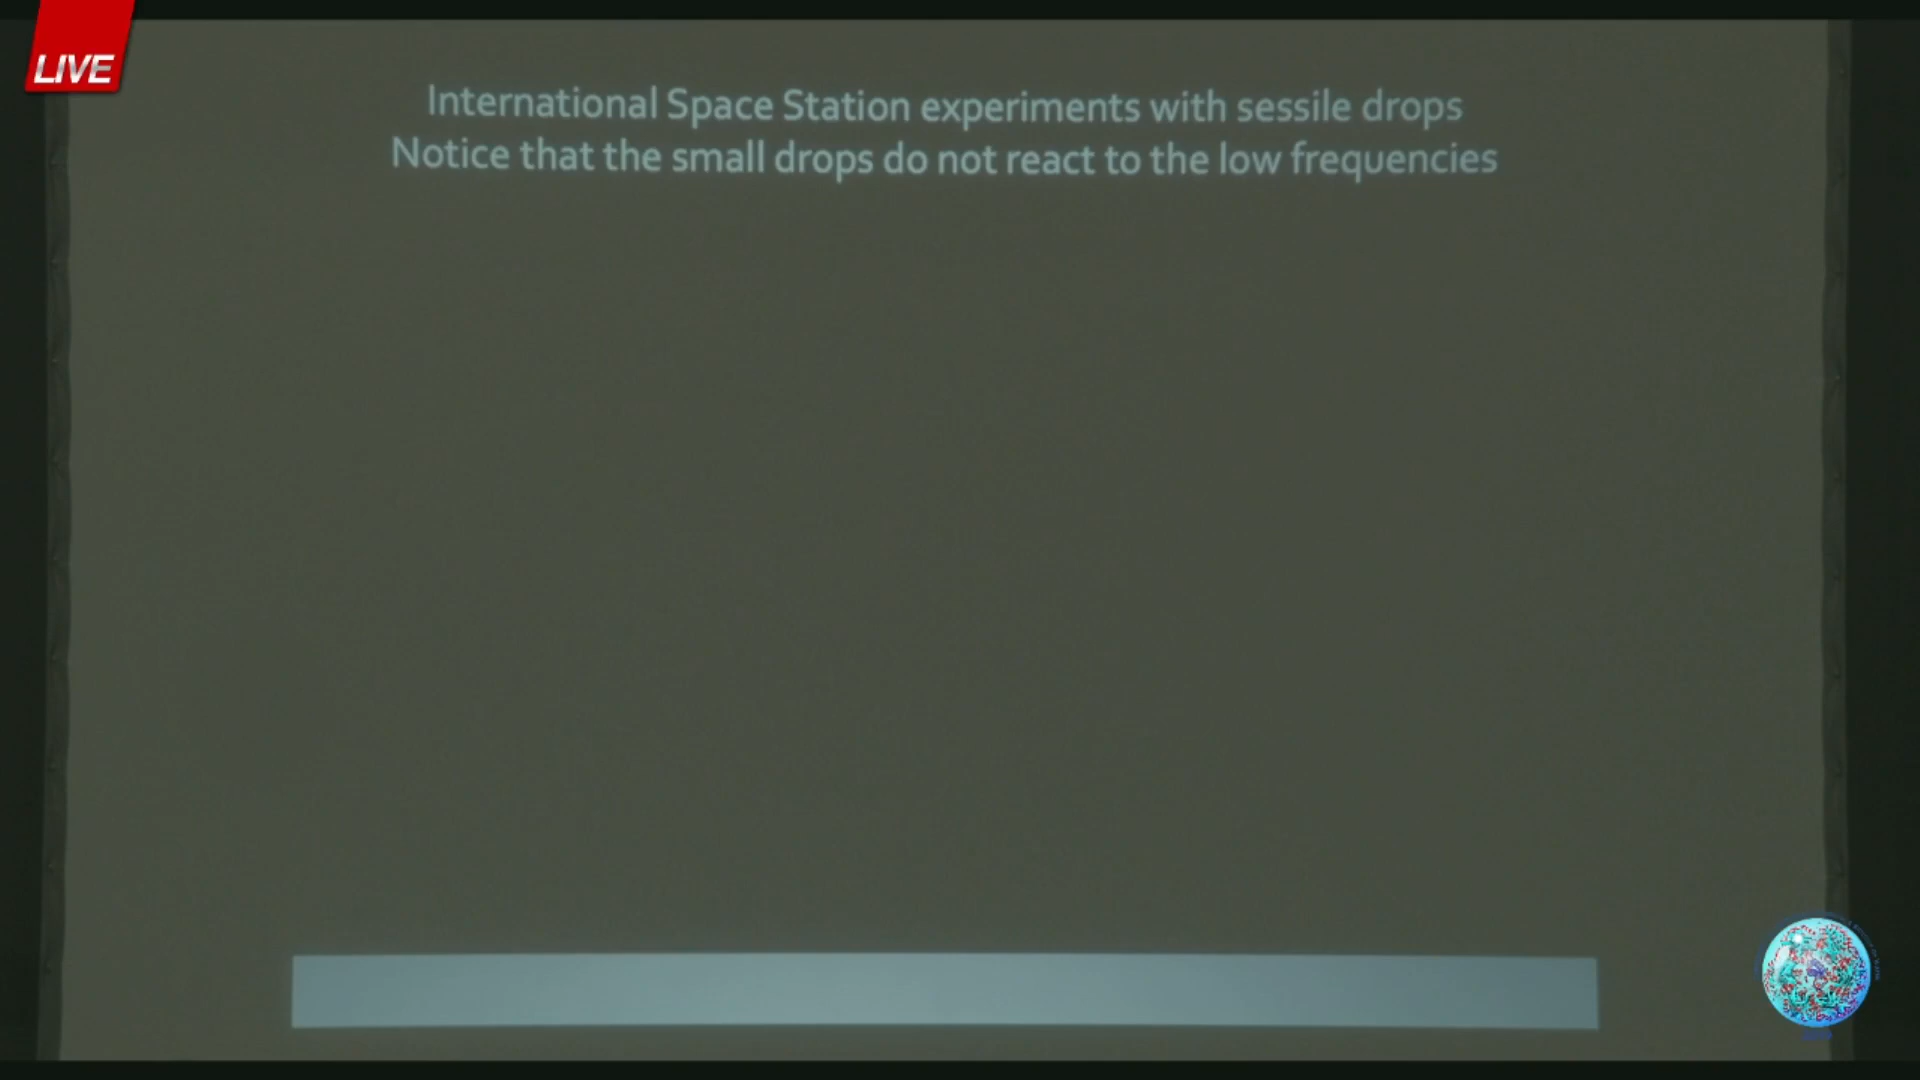 LIVE
International Space Station experiments with sessile drops
Notice that the small drops do not react to the low frequencies